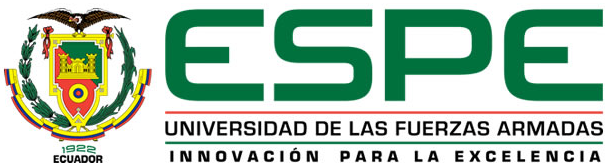 ESPE
UNIVERSIDAD DE LAS FUERZAS ARMADAS
INNOVACIÓN PARA LA EXCELENCIA
1922
ECUADOR